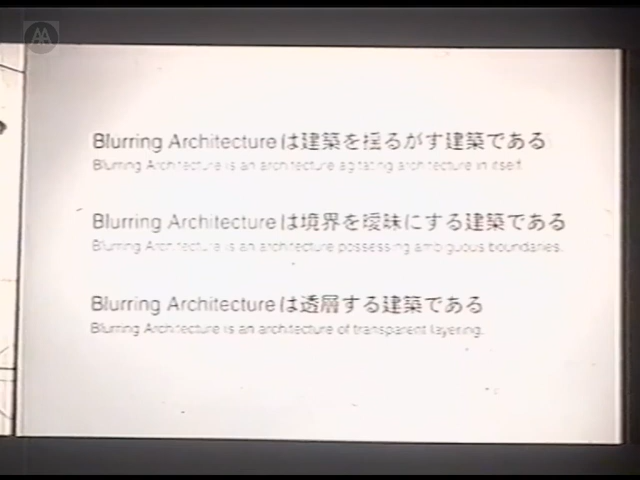 AA
Blurring Architectureは建築を揺るがす建築である
Blurring Architecture is an architecture agitating architecture in itself.
Blurring Architectureは境界を曖昧にする建築である
Blurring Architecture is an architecture possessing ambiguous boundaries.
Blurring Architectureは透層する建築である
Blurring Architecture is an architecture of transparent layering.